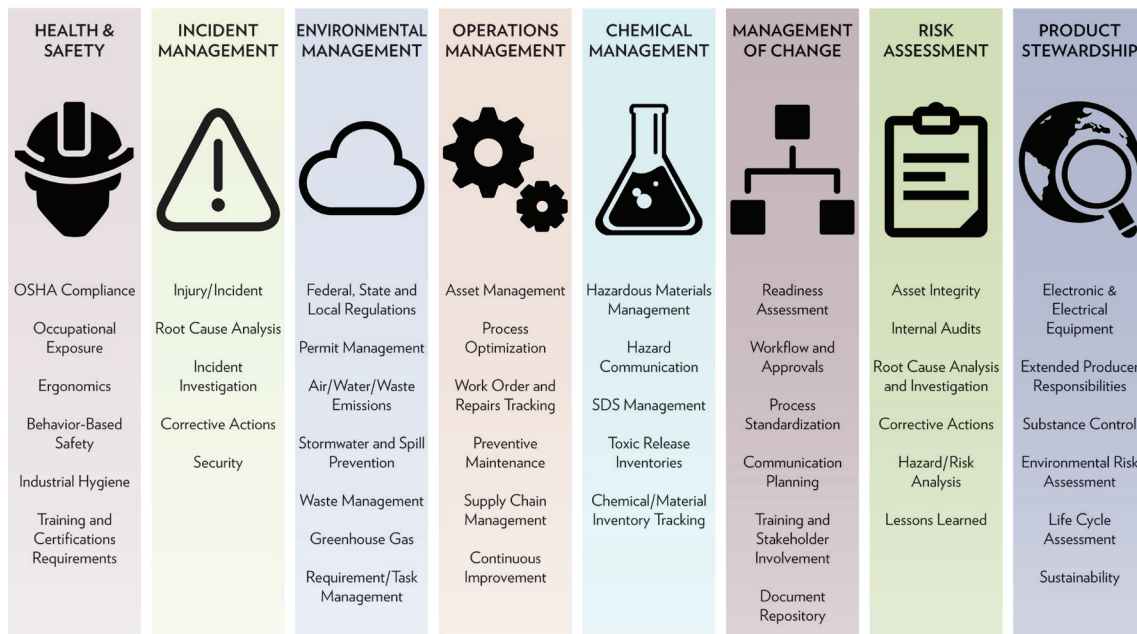 HEALTH &
SAFETY
OSHA Compliance
Occupational
Exposure
Ergonomics
Behavior-Based
Safety
Industrial Hygiene
Training and
Certifications
Requirements
INCIDENT
MANAGEMENT
Injury/Incident
Root Cause Analysis
Incident
Investigation
Corrective Actions
Security
ENVIRONMENTAL
MANAGEMENT
Federal, State and
Local Regulations
Permit Management
Air/Water/Waste
Emissions
Stormwater and Spill
Prevention
Waste Management
Greenhouse Gas
Requirement/Task
Management
OPERATIONS
MANAGEMENT
Asset Management
Process
Optimization
Work Order and
Repairs Tracking
Preventive
Maintenance
Supply Chain
Management
Continuous
Improvement
CHEMICAL
MANAGEMENT
Hazardous Materials
Management
Hazard
Communication
SDS Management
Toxic Release
Inventories
Chemical/Material
Inventory Tracking
MANAGEMENT
OF CHANGE
Readiness
Assessment
Workflow and
Approvals
Process
Standardization
Communication
Planning
Training and
Stakeholder
Involvement
Document
Repository
RISK
ASSESSMENT
Asset Integrity
Internal Audits
Root Cause Analysis
and Investigation
Corrective Actions
Hazard/Risk
Analysis
Lessons Learned
PRODUCT
STEWARDSHIP
Electronic &
Electrical
Equipment
Extended Producer
Responsibilities
Substance Control
Environmental Risk
Assessment
Life Cycle
Assessment
Sustainability